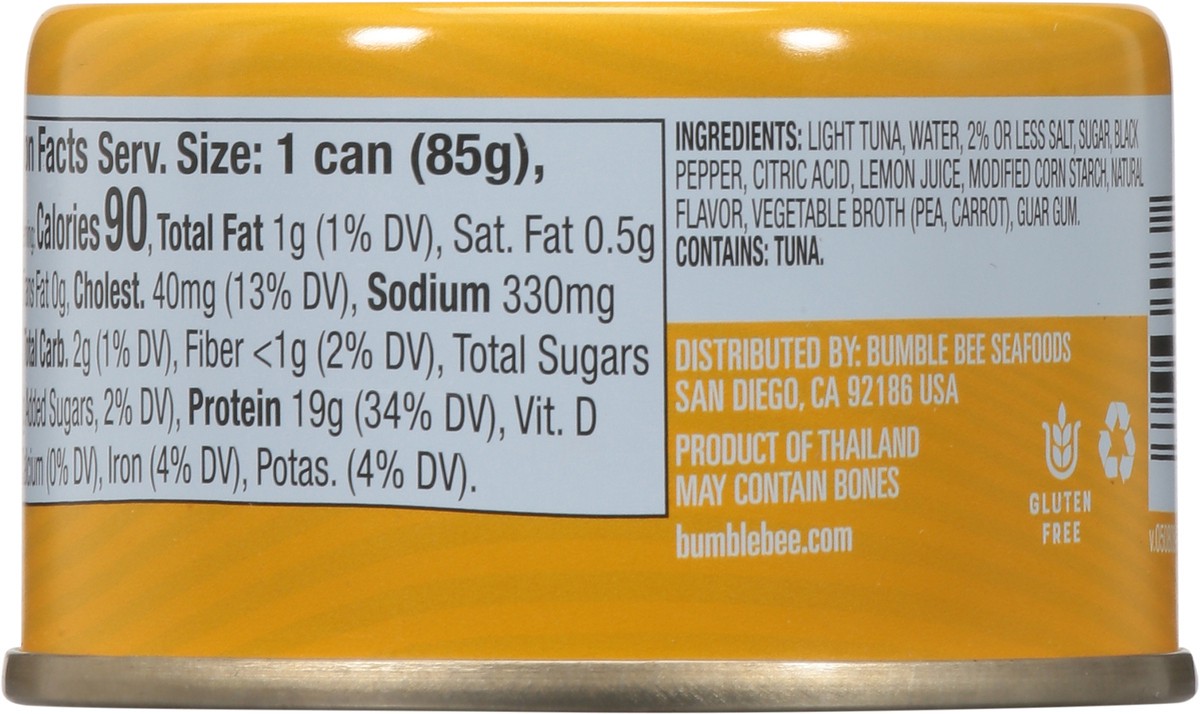 Facts Serv. Size: 1 can (85g),
Calories 90, Total Fat 1g (1% DV), Sat. Fat 0.5g
Fat 0g, Cholest. 40mg (13% DV), Sodium 330mg
Carb. 2g (1% DV), Fiber <1g (2% DV), Total Sugars
Sugars, 2% DV), Protein 19g (34% DV), Vit. D
(0% DV), Iron (4% DV), Potas. (4% DV).
INGREDIENTS: LIGHT TUNA, WATER, 2% OR LESS SALT, SUGAR, BLACK
PEPPER, CITRIC ACID, LEMON JUICE, MODIFIED CORN STARCH, NATURAL
FLAVOR, VEGETABLE BROTH (PEA, CARROT), GUAR GUM.
CONTAINS: TUNA.
DISTRIBUTED BY: BUMBLE BEE SEAFOODS
SAN DIEGO, CA 92186 USA
PRODUCT OF THAILAND
MAY CONTAIN BONES
bumblebee.com
GLUTEN
FREE